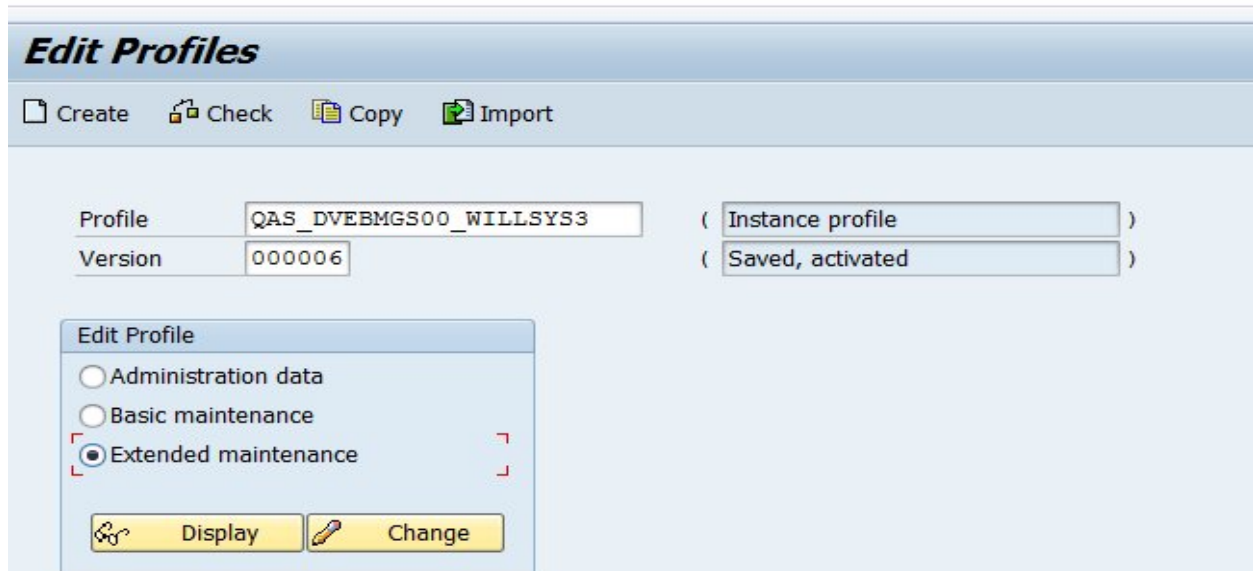 Edit Profiles
Create Check Copy Import
Profile QAS_DVEBMGS00_WILLSYS3 ( Instance profile )
Version 000006 ( Saved, activated )
Edit Profile
Administration data
Basic maintenance
Extended maintenance
Display Change